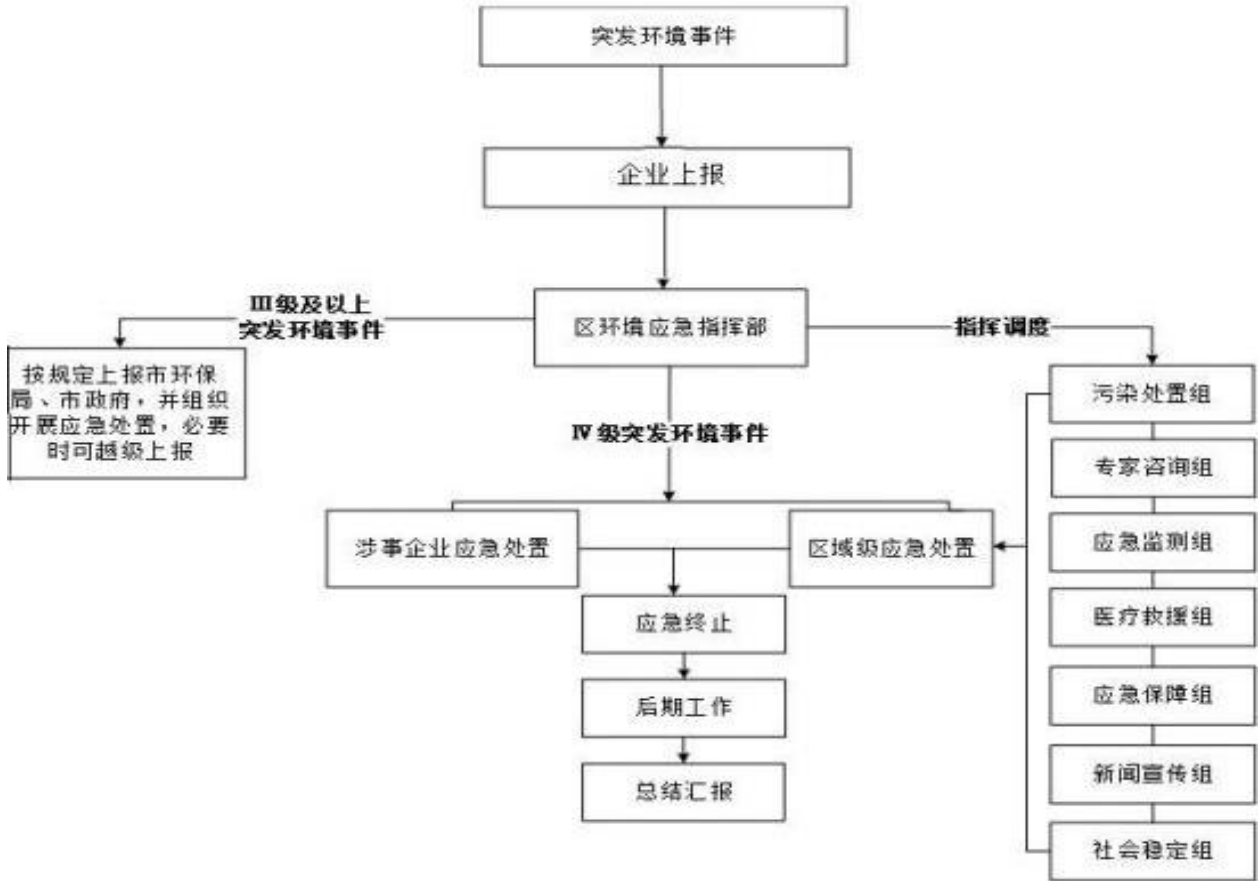 突发环境事件
企业上报
III级及以上
突发环境事件
区环境应急指挥部
指挥调度
按规定上报市环保
局、市政府，并组织
开展应急处置，必要
时可越级上报
IV级突发环境事件
污染处置组
专家咨询组
涉事企业应急处置
区域级应急处置
应急监测组
应急终止
医疗救援组
后期工作
应急保障组
总结汇报
新闻宣传组
社会稳定组